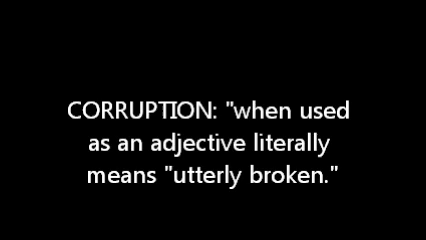 CORRUPTION: "when used
as an adjective literally
means "utterly broken."